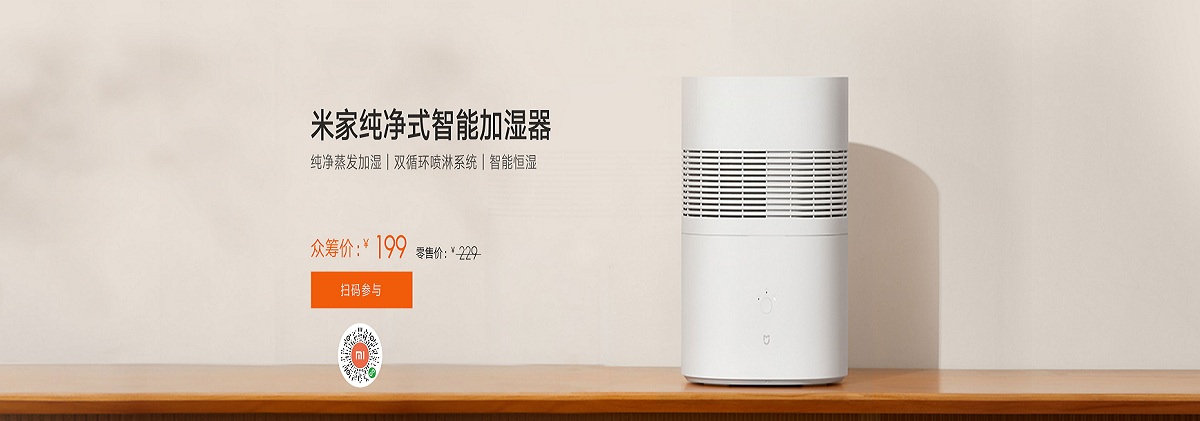 米家纯净式智能加湿器
纯净蒸发加湿｜双循环喷淋系统｜智能恒湿
众筹价:¥ 199 零售价: ¥ 229
扫码参与
mi